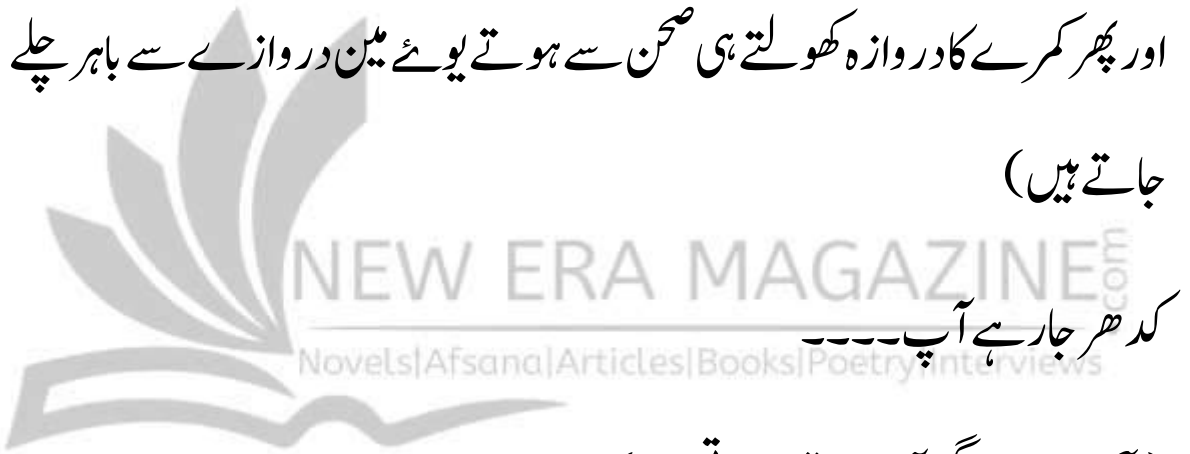 اور پھر کمرے کا دروازہ کھولتے ہی صحن سے ہوتے یوئے مین دروازے سے باہر چلے
جاتے ہیں)
NEW ERA MAGAZINE.com
کدھر جارہے آپ۔۔۔۔
Novels|Afsana|Articles|Books|Poetry|Interviews